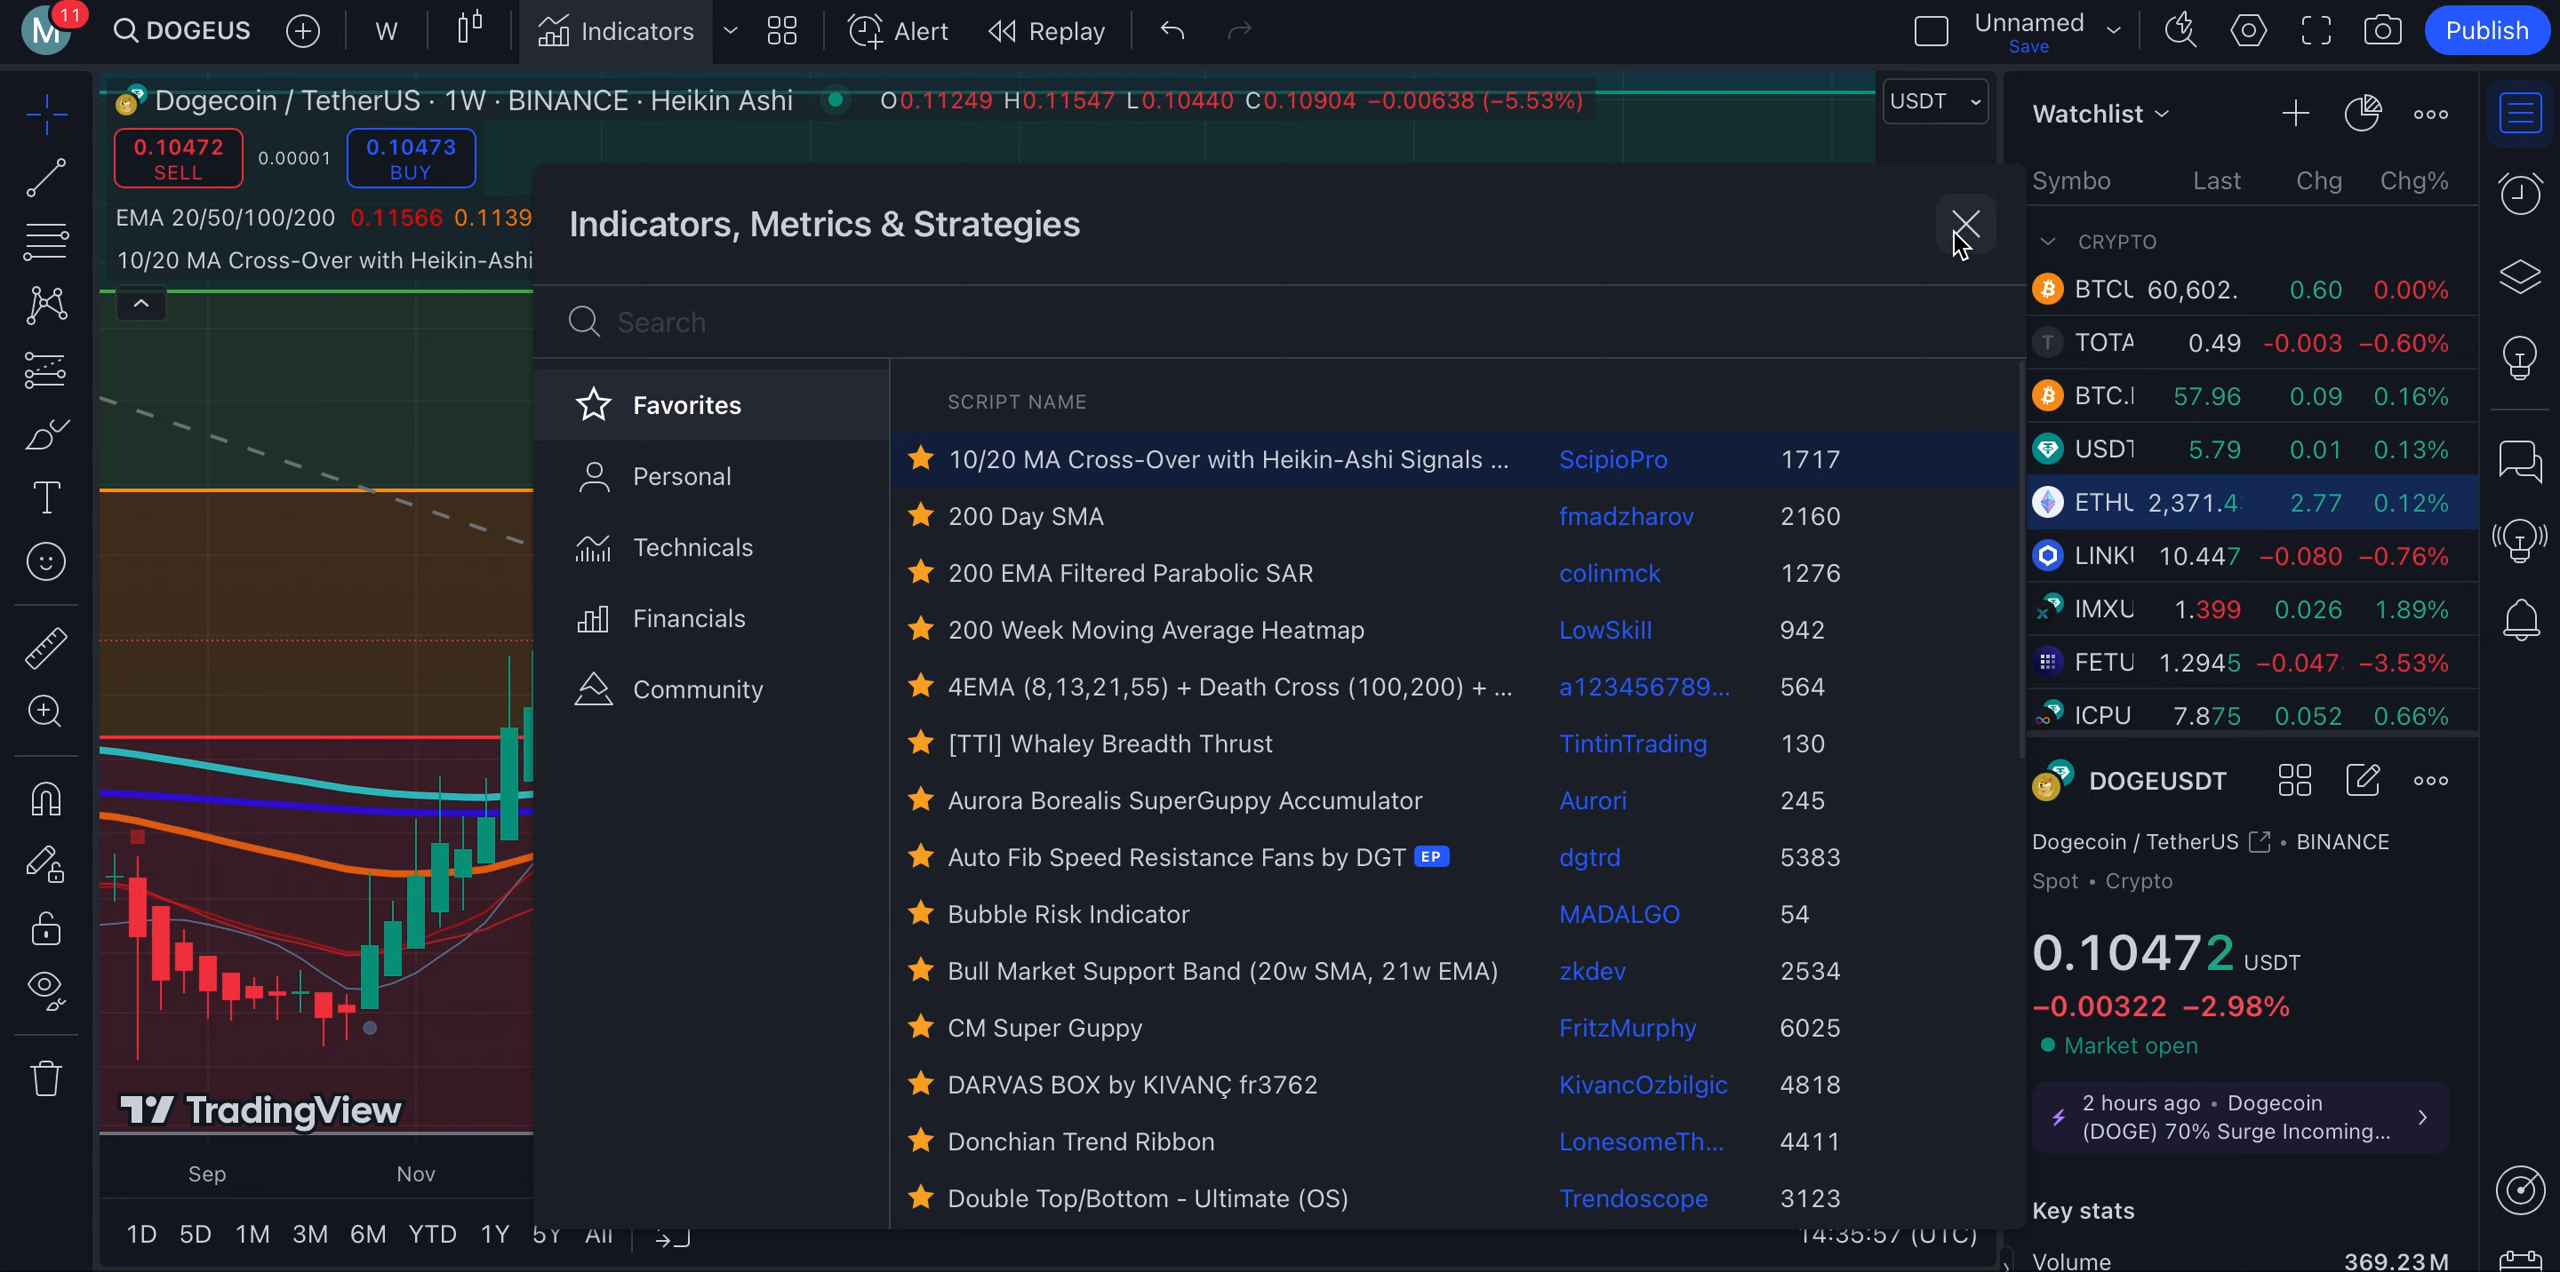 M 11 DOGEUS W Indicators Alert Replay Unnamed Save Publish
Dogecoin / TetherUS · 1W · BINANCE · Heikin Ashi O0.11249 H0.11547 L0.10440 C0.10904 −0.00638 (−5.53%)
USDT
0.10472 SELL 0.00001 0.10473 BUY
EMA 20/50/100/200 0.11566 0.1139
10/20 MA Cross-Over with Heikin-Ashi
Indicators, Metrics & Strategies
Search
Favorites
Personal
Technicals
Financials
Community
SCRIPT NAME
10/20 MA Cross-Over with Heikin-Ashi Signals ... ScipioPro 1717
200 Day SMA fmadzharov 2160
200 EMA Filtered Parabolic SAR colinmck 1276
200 Week Moving Average Heatmap LowSkill 942
4EMA (8,13,21,55) + Death Cross (100,200) + ... a123456789... 564
[TTI] Whaley Breadth Thrust TintinTrading 130
Aurora Borealis SuperGuppy Accumulator Aurori 245
Auto Fib Speed Resistance Fans by DGT EP dgtrd 5383
Bubble Risk Indicator MADALGO 54
Bull Market Support Band (20w SMA, 21w EMA) zkdev 2534
CM Super Guppy FritzMurphy 6025
DARVAS BOX by KIVANÇ fr3762 KivancOzbilgic 4818
Donchian Trend Ribbon LonesomeTh... 4411
Double Top/Bottom - Ultimate (OS) Trendoscope 3123
TradingView
Sep Nov
1D 5D 1M 3M 6M YTD 1Y 5Y All 14:35:57 (UTC)
Watchlist
Symbo Last Chg Chg%
CRYPTO
BTCU 60,602. 0.60 0.00%
T TOTA 0.49 -0.003 −0.60%
BTC.I 57.96 0.09 0.16%
USDT 5.79 0.01 0.13%
ETHU 2,371.4 2.77 0.12%
LINKU 10.447 −0.080 −0.76%
IMXU 1.399 0.026 1.89%
FETU 1.2945 −0.047 −3.53%
ICPU 7.875 0.052 0.66%
DOGEUSDT
Dogecoin / TetherUS • BINANCE
Spot • Crypto
0.10472 USDT
−0.00322 −2.98%
Market open
2 hours ago • Dogecoin
(DOGE) 70% Surge Incoming...
Key stats
Volume 369.23M